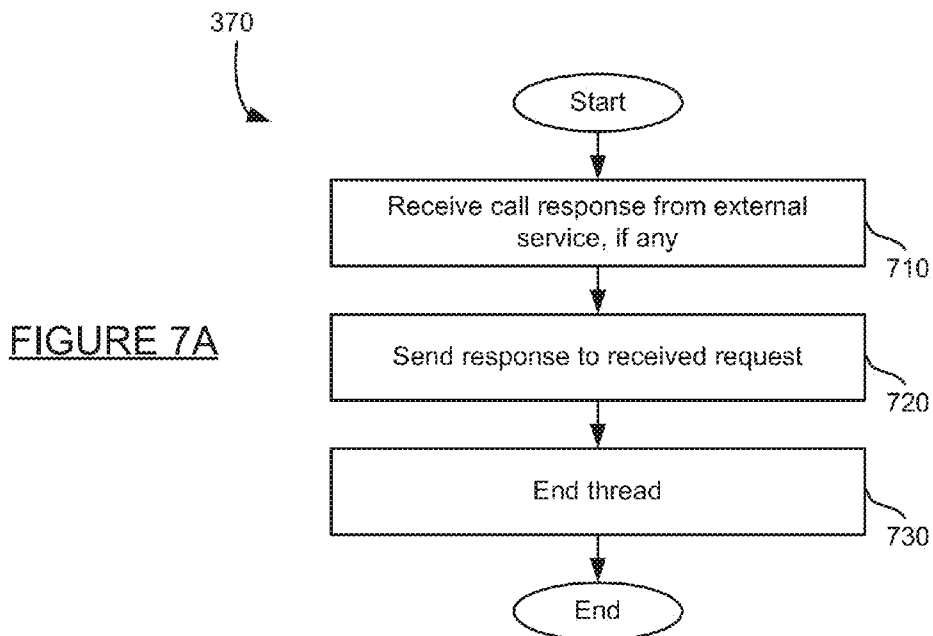 370
Start
Receive call response from external
service, if any
710
FIGURE 7A
Send response to received request
720
End thread
730
End